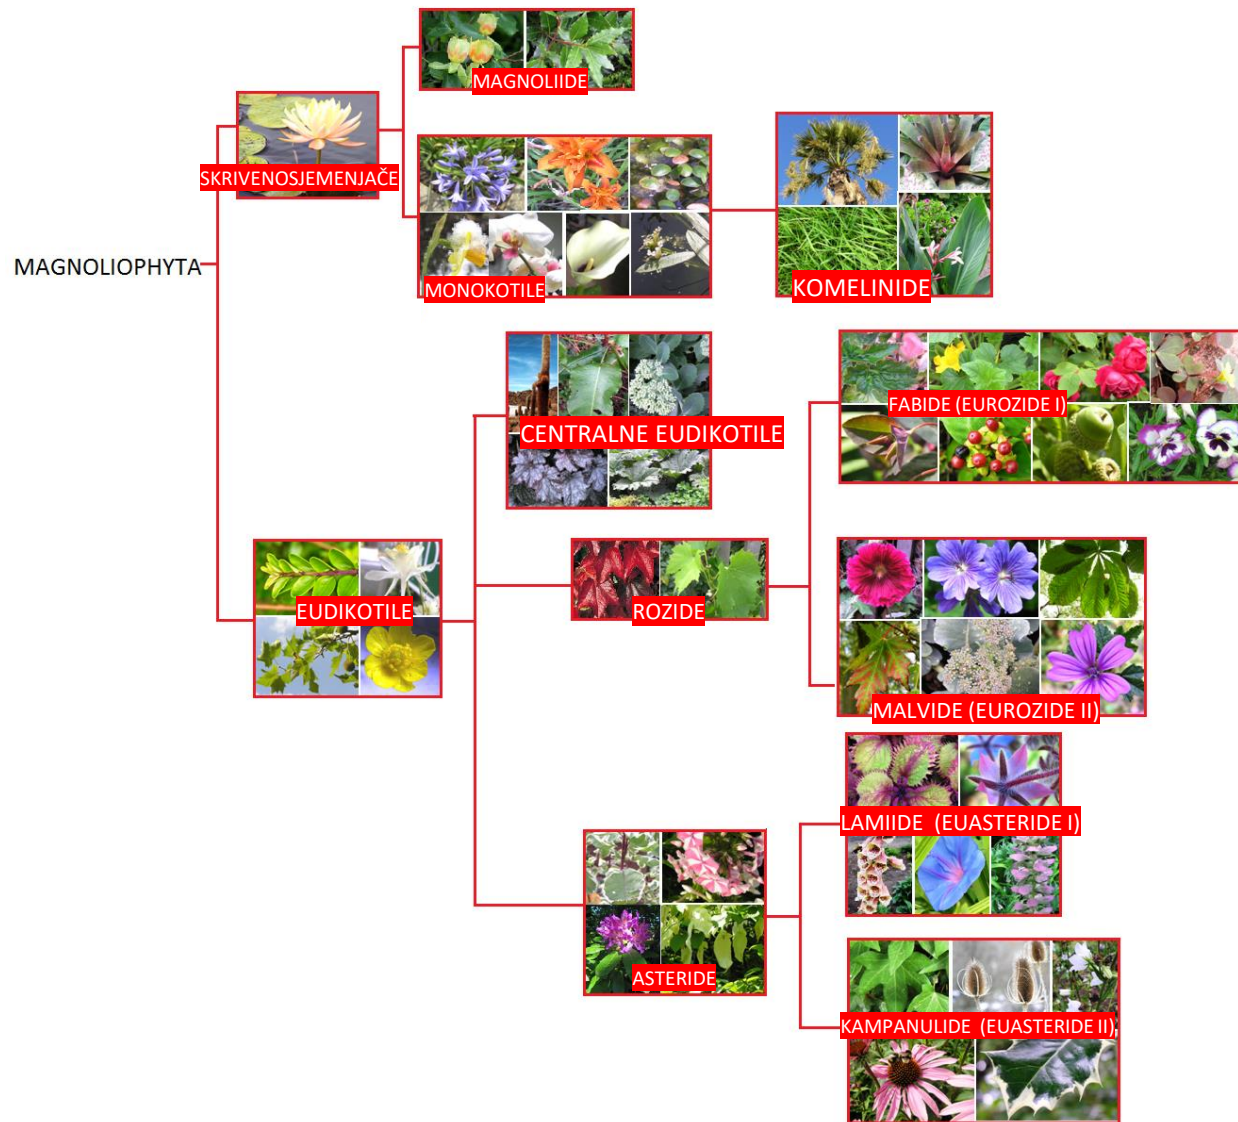 MAGNOLIIDE
SKRIVENOSJEMENJAČE
MAGNOLIOPHYTA
MONOKOTILE
KOMELINIDE
CENTRALNE EUDIKOTILE
FABIDE (EUROZIDE I)
EUDIKOTILE
ROZIDE
MALVIDE (EUROZIDE II)
LAMIIDE (EUASTERIDE I)
ASTERIDE
KAMPANULIDE (EUASTERIDE II)